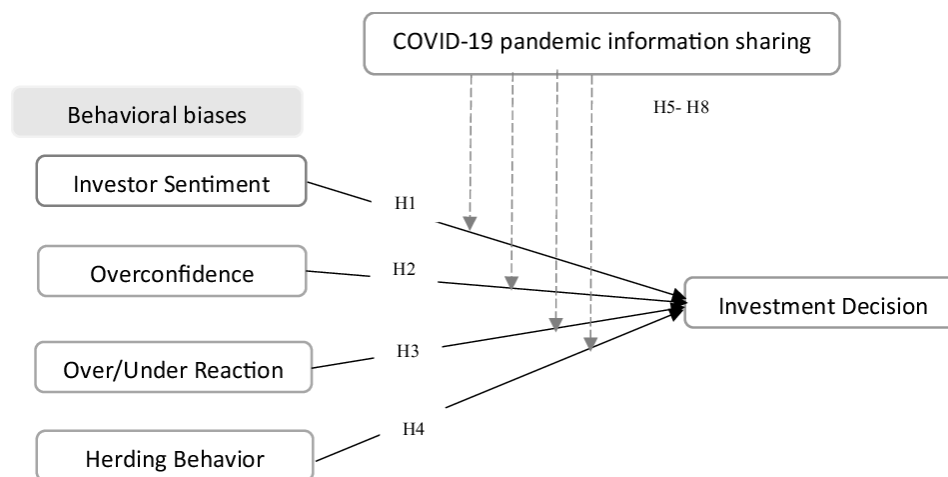 COVID-19 pandemic information sharing
H5- H8
Behavioral biases
Investor Sentiment
H1
Overconfidence
H2
Investment Decision
Over/Under Reaction
H3
Herding Behavior
H4